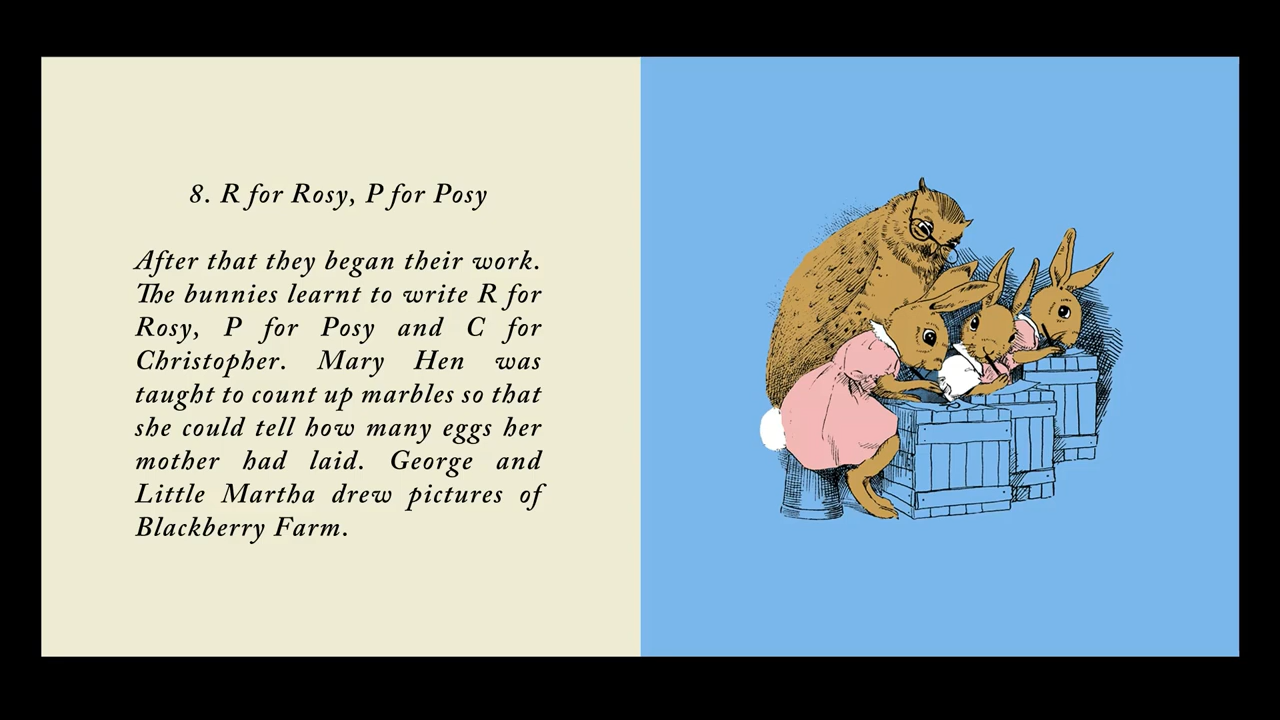 8. R for Rosy, P for Posy
After that they began their work.
The bunnies learnt to write R for
Rosy, P for Posy and C for
Christopher. Mary Hen was
taught to count up marbles so that
she could tell how many eggs her
mother had laid. George and
Little Martha drew pictures of
Blackberry Farm.